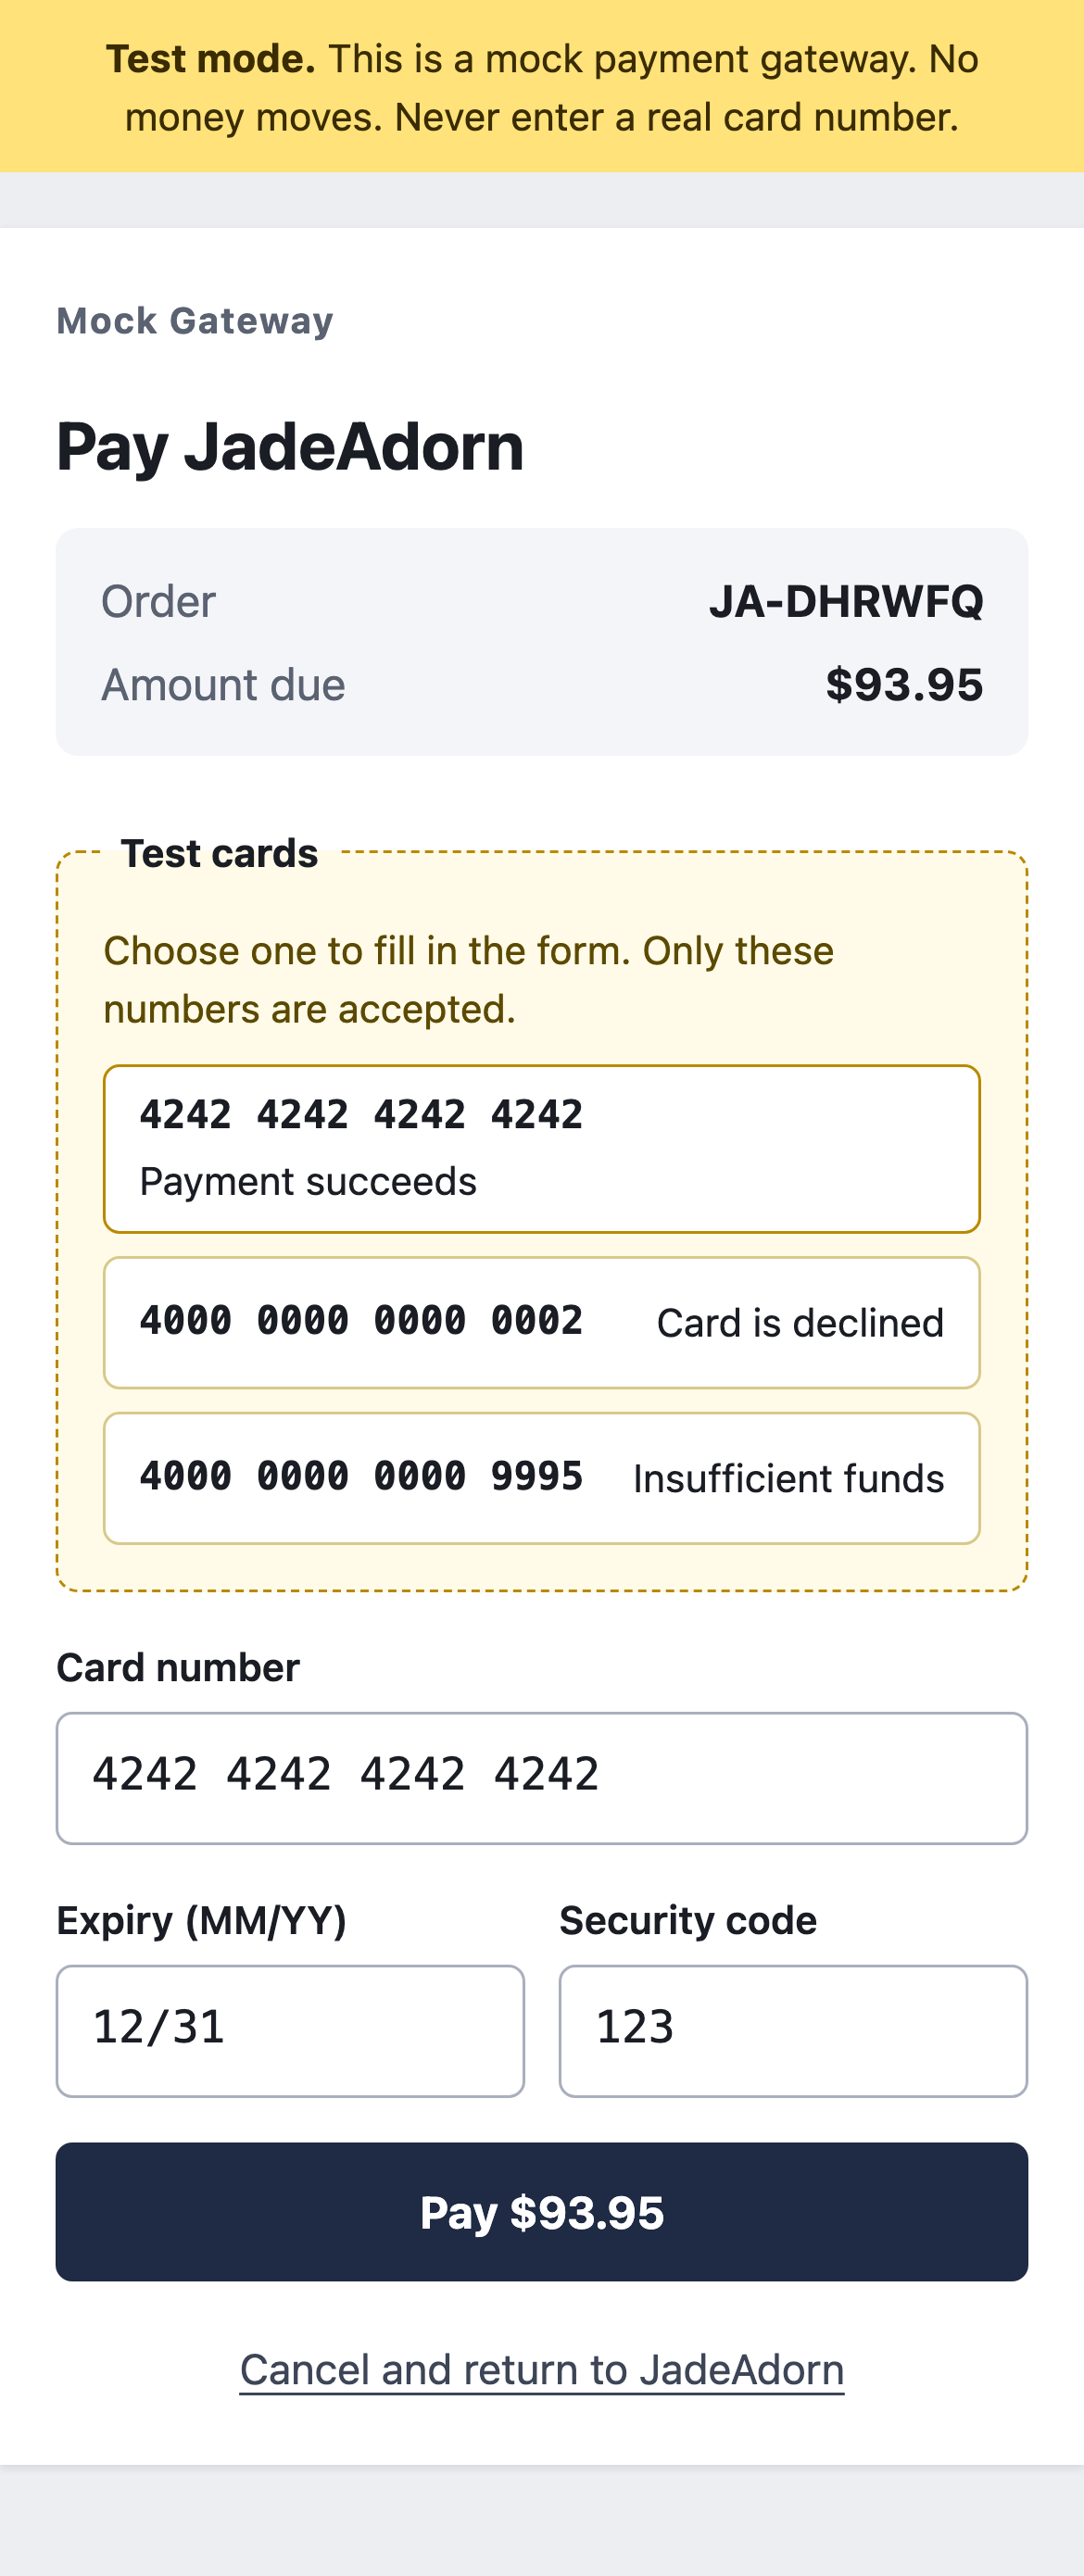 Test mode. This is a mock payment gateway. No
money moves. Never enter a real card number.
Mock Gateway
Pay JadeAdorn
Order JA-DHRWFQ
Amount due $93.95
Test cards
Choose one to fill in the form. Only these
numbers are accepted.
4242 4242 4242 4242
Payment succeeds
4000 0000 0000 0002 Card is declined
4000 0000 0000 9995 Insufficient funds
Card number
4242 4242 4242 4242
Expiry (MM/YY) Security code
12/31 123
Pay $93.95
Cancel and return to JadeAdorn